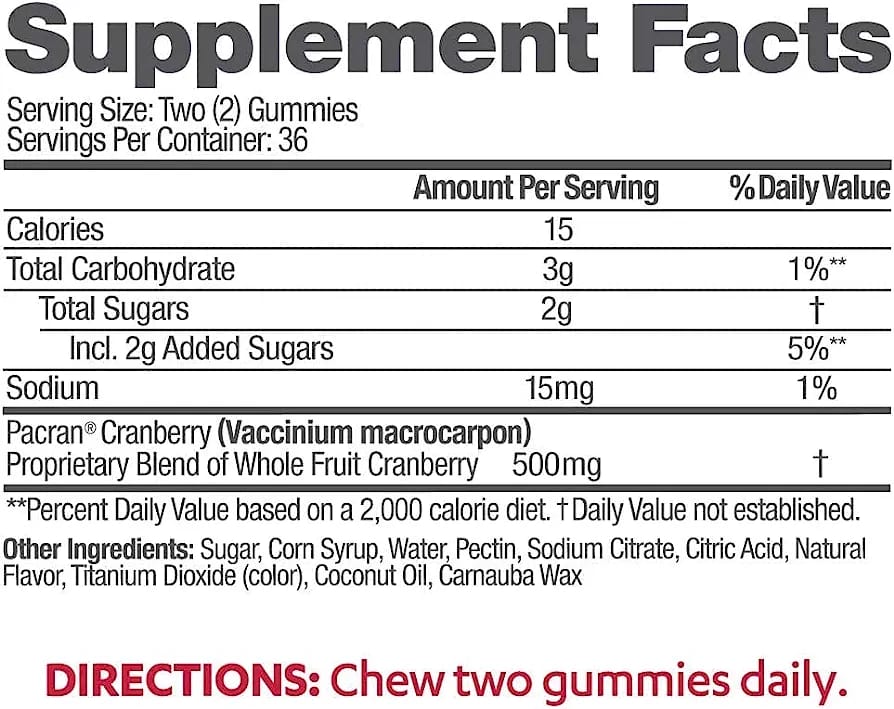 Supplement Facts
Serving Size: Two (2) Gummies
Servings Per Container: 36
Amount Per Serving % Daily Value
Calories 15
Total Carbohydrate 3g 1%**
Total Sugars 2g †
Incl. 2g Added Sugars 5%**
Sodium 15mg 1%
Pacran® Cranberry (Vaccinium macrocarpon)
Proprietary Blend of Whole Fruit Cranberry 500mg †
**Percent Daily Value based on a 2,000 calorie diet. †Daily Value not established.
Other Ingredients: Sugar, Corn Syrup, Water, Pectin, Sodium Citrate, Citric Acid, Natural
Flavor, Titanium Dioxide (color), Coconut Oil, Carnauba Wax
DIRECTIONS: Chew two gummies daily.